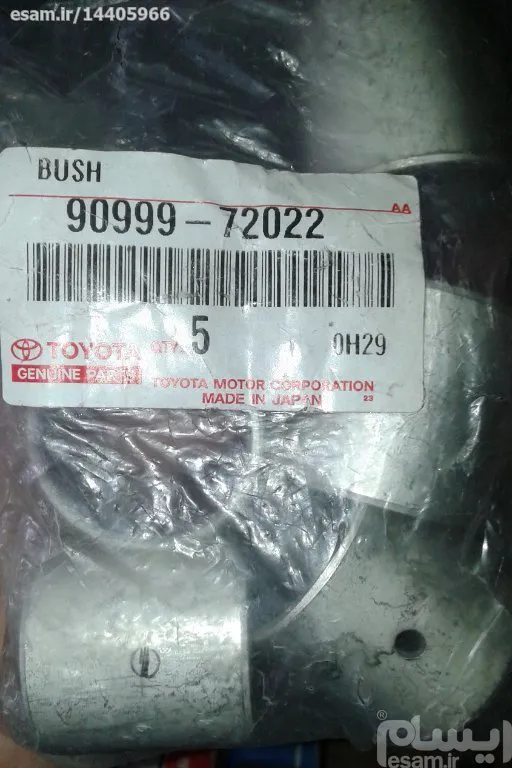 esam.ir/14405966
BUSH
90999-72022
AA
QTY. 5
0H29
TOYOTA
GENUINE PARTS
TOYOTA MOTOR CORPORATION
MADE IN JAPAN
23
ایسام®
esam.ir